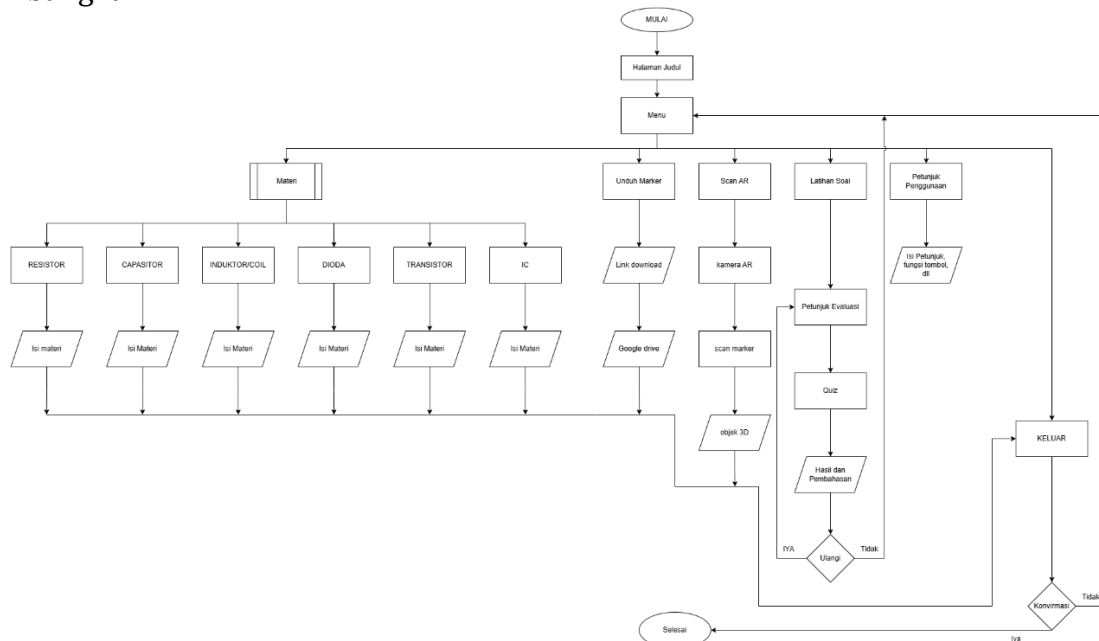 MULAI
Halaman Judul
Menu
Materi
Unduh Marker
Scan AR
Latihan Soal
Petunjuk
Penggunaan
RESISTOR
CAPASITOR
INDUKTOR/COIL
DIODA
TRANSISTOR
IC
Link download
kamera AR
Isi Petunjuk,
fungsi tombol,
dll
Petunjuk Evaluasi
Isi materi
Isi Materi
Isi Materi
Isi Materi
Isi Materi
Isi Materi
Google drive
scan marker
Quiz
objek 3D
KELUAR
Hasil dan
Pembahasan
IYA
Ulangi
Tidak
Konvirmasi
Tidak
Selesai
Iya